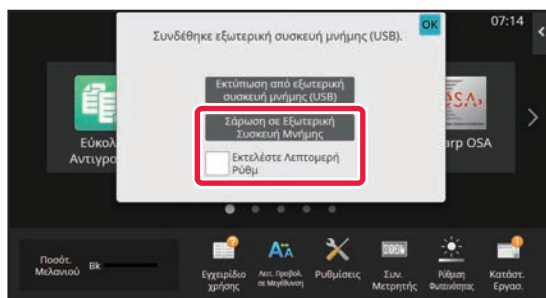 07:14
Συνδέθηκε εξωτερική συσκευή μνήμης (USB).
OK
Εκτύπωση από εξωτερική
συσκευή μνήμης (USB)
Σάρωση σε Εξωτερική
Συσκευή Μνήμης
Εκτελέστε Λεπτομερή
Ρύθμ
Εύκολ
Αντιγρα
OSA
arp OSA
Ποσότ.
Μελανιού
Bk
Εγχειρίδιο
χρήσης
Λειτ. Προβολ.
σε Μεγέθυνση
Ρυθμίσεις
Συν.
Μετρητής
Ρύθμιση
Φωτεινότητας
Κατάστ.
Εργασ.